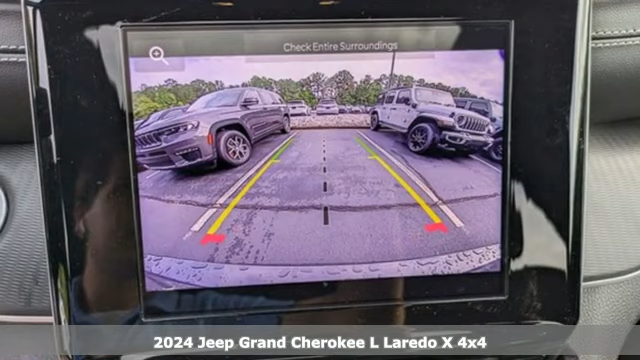 Check Entire Surroundings
2024 Jeep Grand Cherokee L Laredo X 4x4